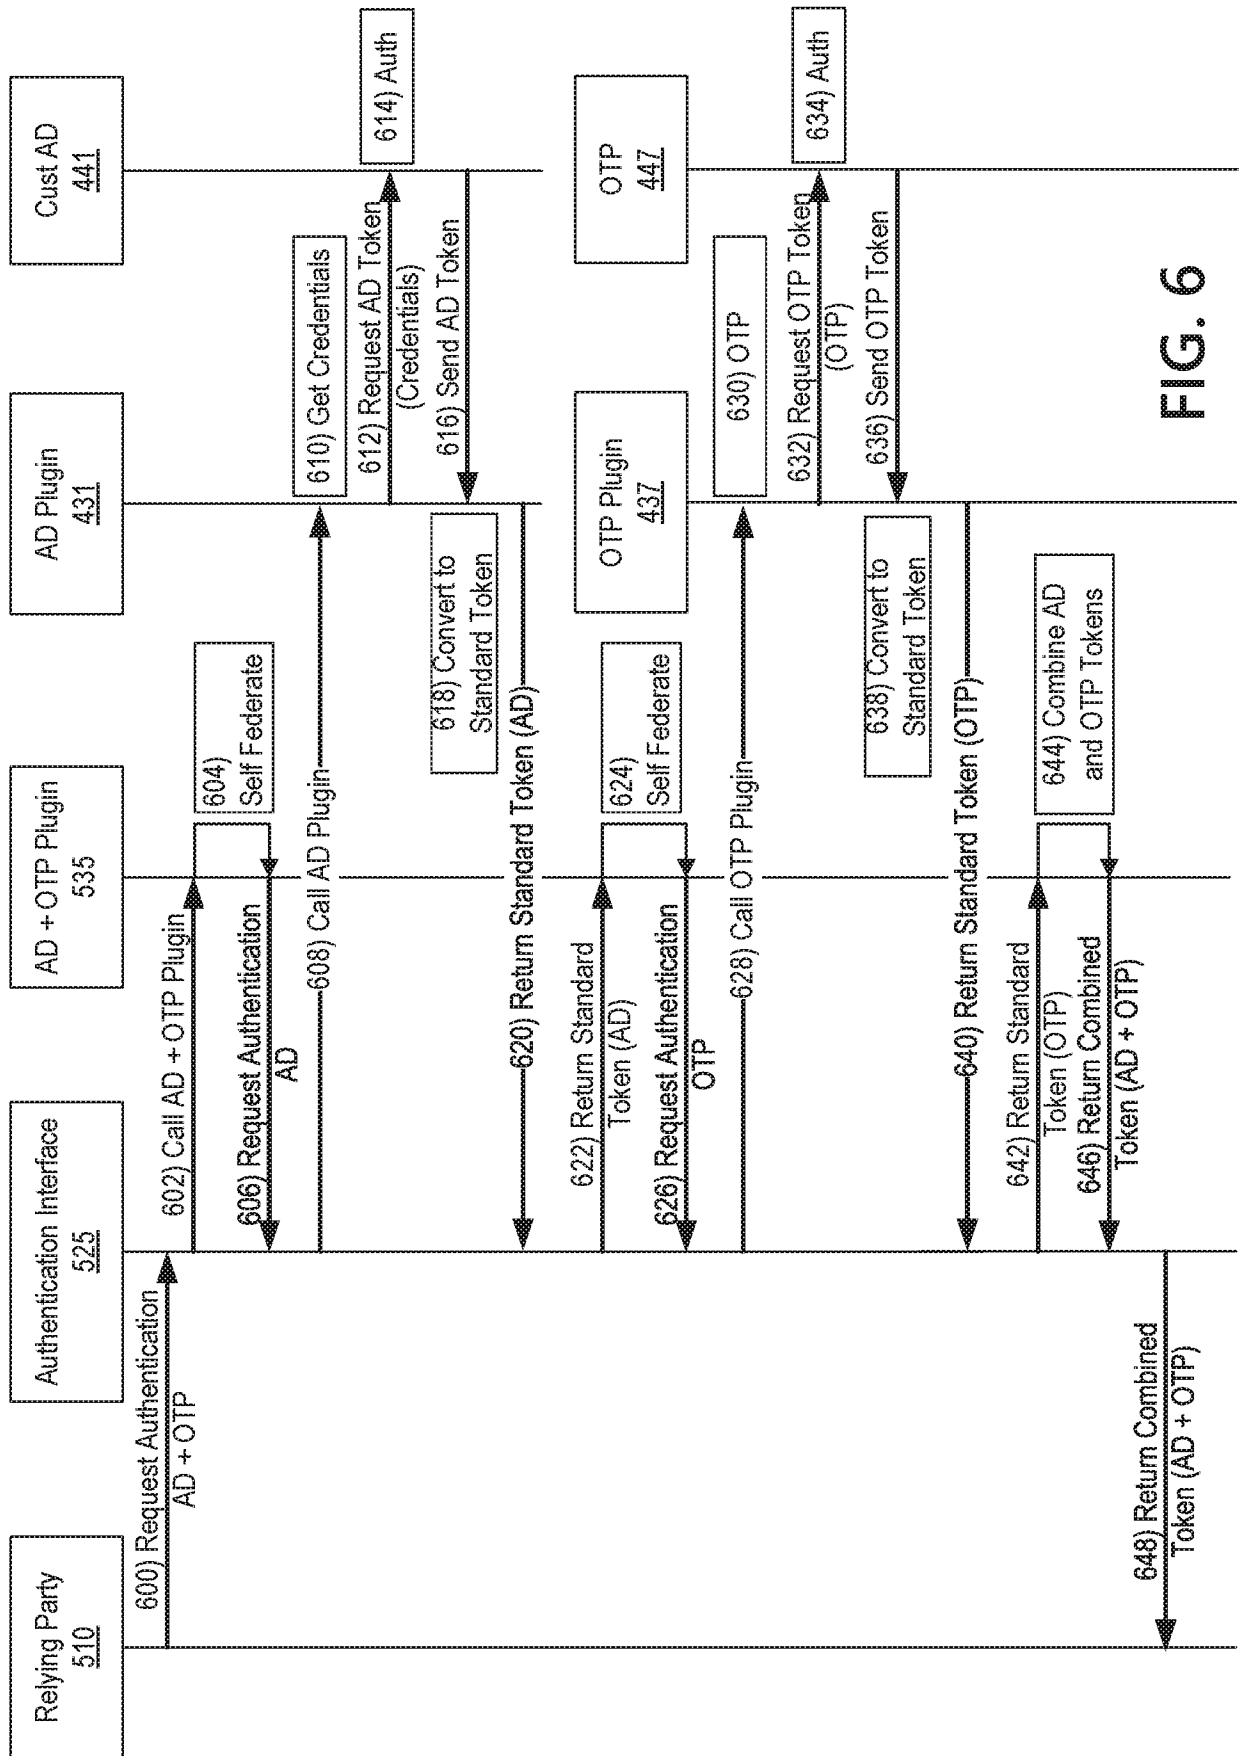 Relying Party
510
Authentication Interface
525
AD + OTP Plugin
535
AD Plugin
431
Cust AD
441
600) Request Authentication
AD + OTP
602) Call AD + OTP Plugin
604)
Self Federate
606) Request Authentication
AD
608) Call AD Plugin
610) Get Credentials
612) Request AD Token
(Credentials)
614) Auth
616) Send AD Token
618) Convert to
Standard Token
620) Return Standard Token (AD)
622) Return Standard
Token (AD)
624)
Self Federate
626) Request Authentication
OTP
OTP Plugin
437
OTP
447
628) Call OTP Plugin
630) OTP
632) Request OTP Token
(OTP)
634) Auth
636) Send OTP Token
638) Convert to
Standard Token
640) Return Standard Token (OTP)
642) Return Standard
Token (OTP)
644) Combine AD
and OTP Tokens
646) Return Combined
Token (AD + OTP)
648) Return Combined
Token (AD + OTP)
FIG. 6